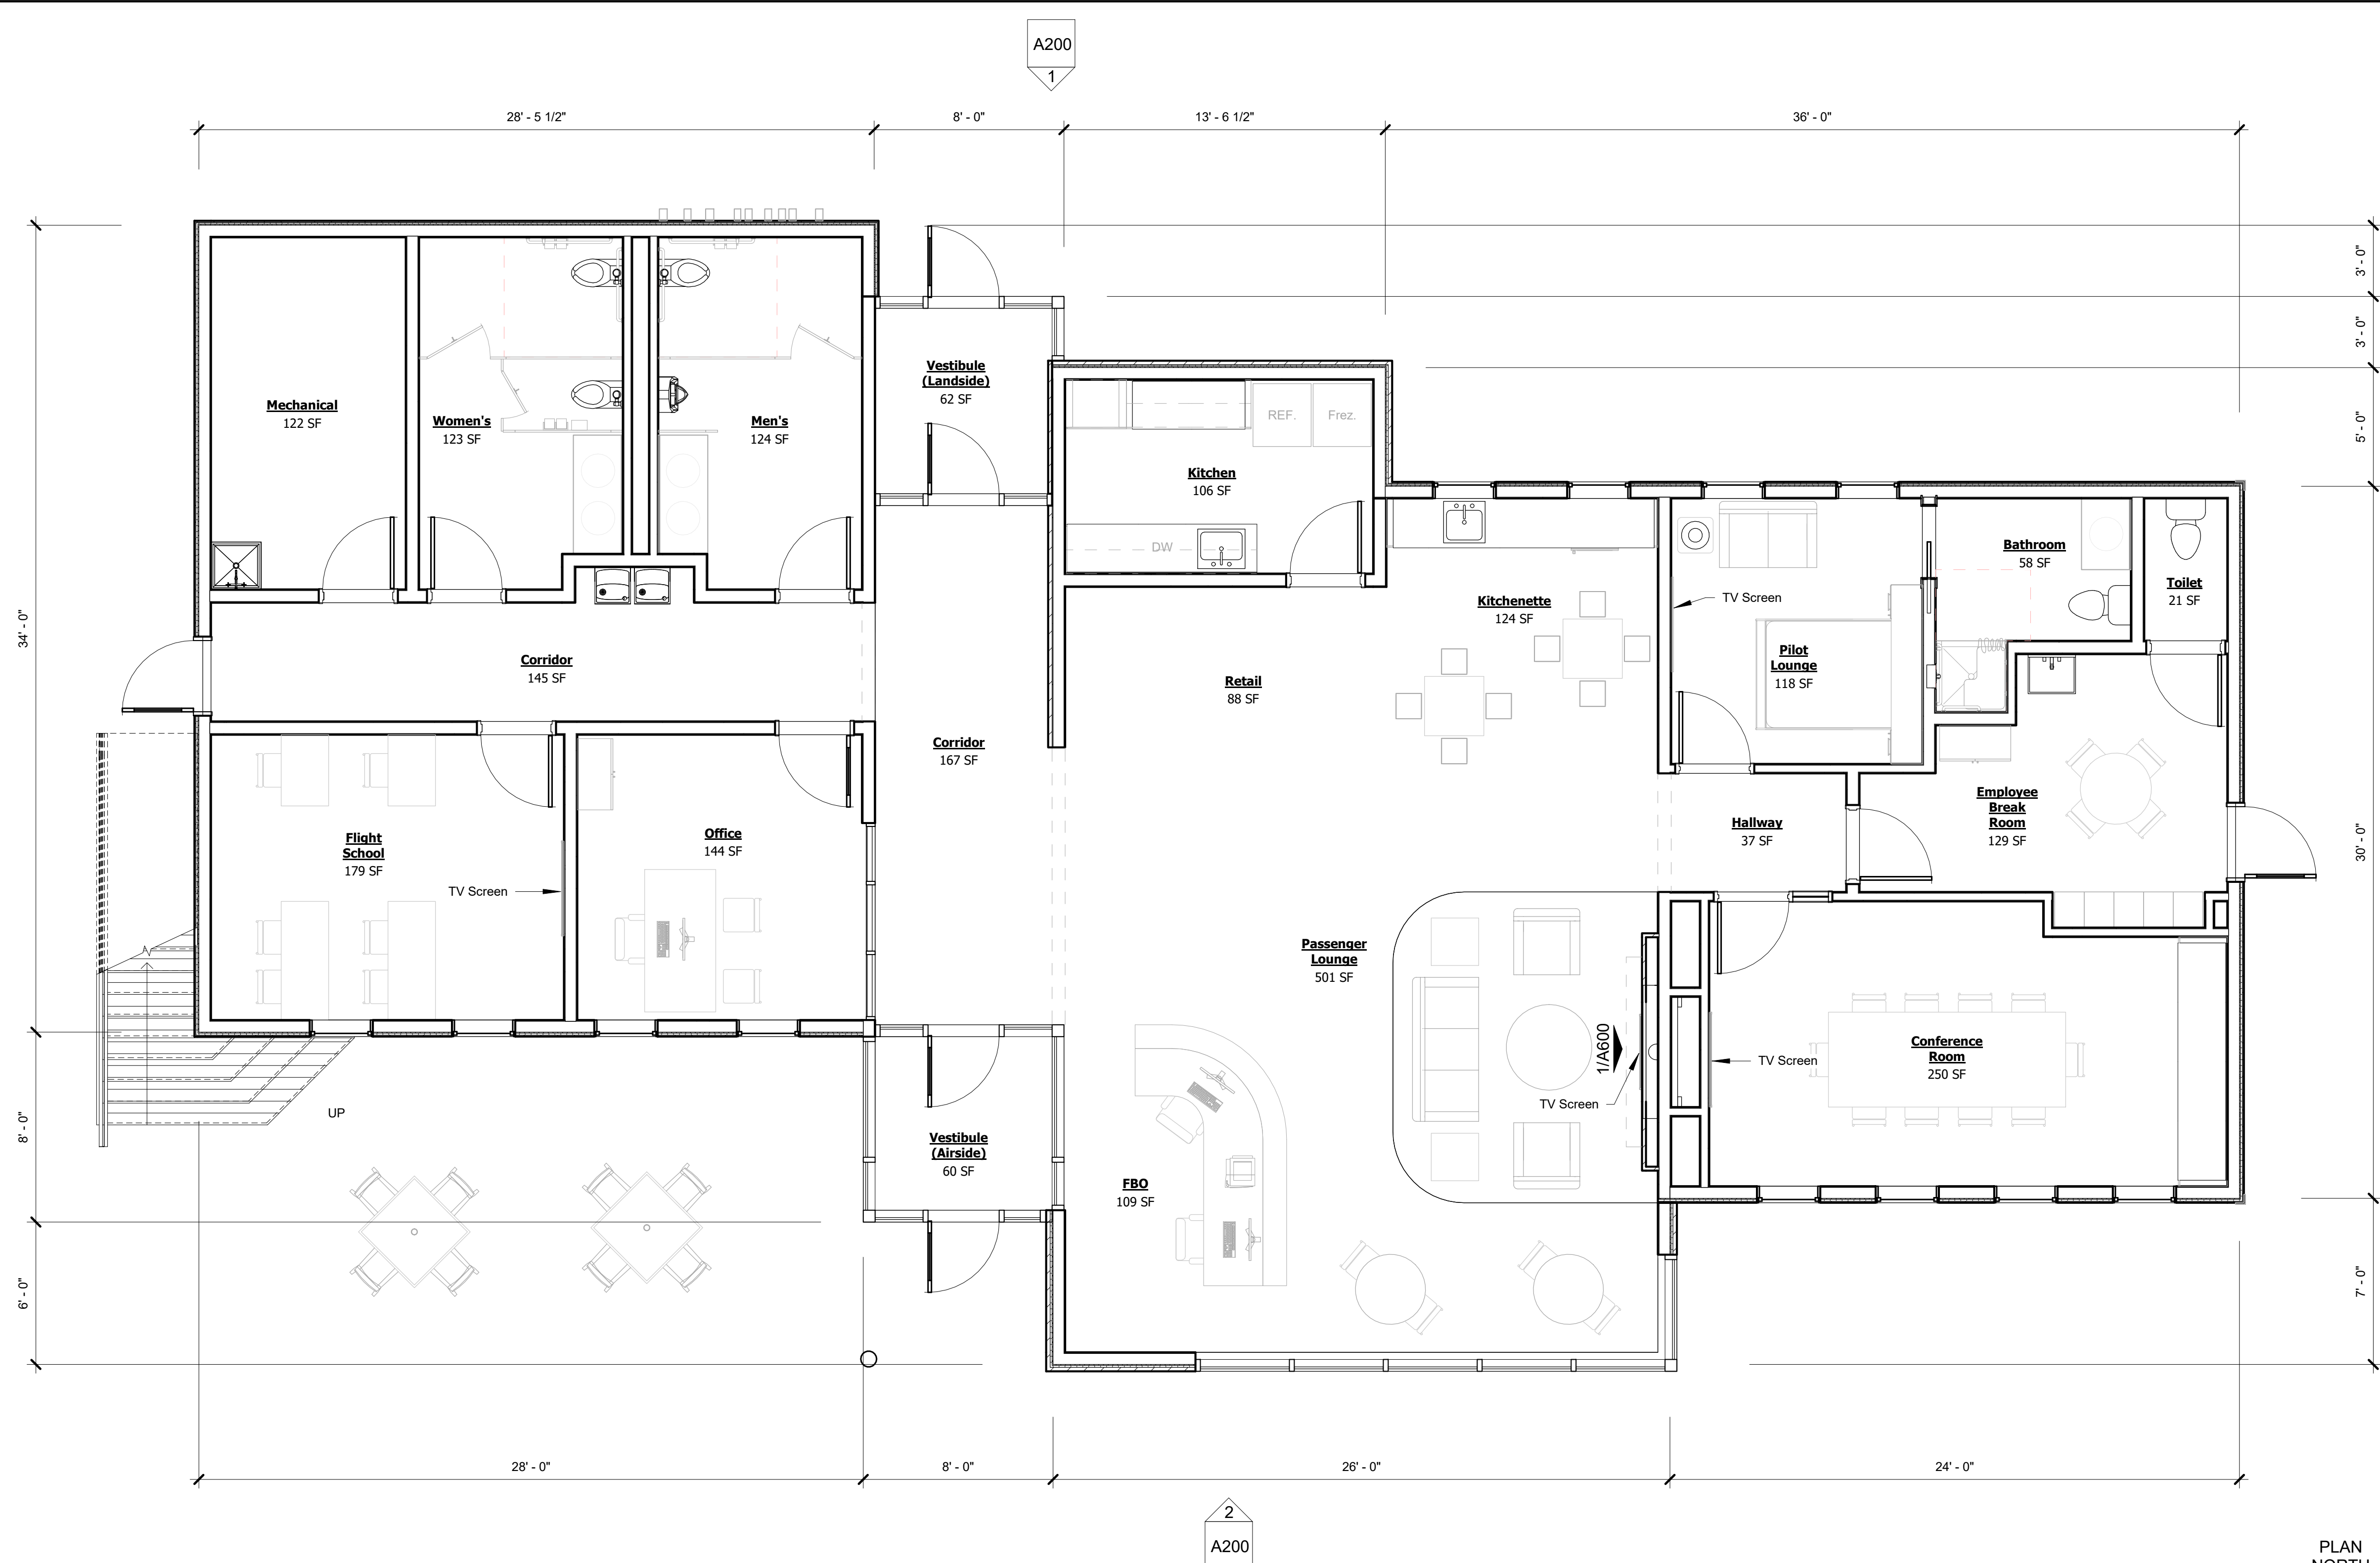 A200
1
28' - 5 1/2"
8' - 0"
13' - 6 1/2"
36' - 0"
3' - 0"
3' - 0"
5' - 0"
30' - 0"
7' - 0"
34' - 0"
8' - 0"
6' - 0"
Mechanical
122 SF
Women's
123 SF
Men's
124 SF
Vestibule
(Landside)
62 SF
REF.
Frez.
Kitchen
106 SF
DW
Bathroom
58 SF
Toilet
21 SF
TV Screen
Kitchenette
124 SF
Pilot
Lounge
118 SF
Corridor
145 SF
Retail
88 SF
Corridor
167 SF
Employee
Break
Room
129 SF
Hallway
37 SF
Flight
School
179 SF
TV Screen
Office
144 SF
Passenger
Lounge
501 SF
1/A600
TV Screen
TV Screen
Conference
Room
250 SF
UP
Vestibule
(Airside)
60 SF
FBO
109 SF
28' - 0"
8' - 0"
26' - 0"
24' - 0"
2
A200
PLAN
NORTH